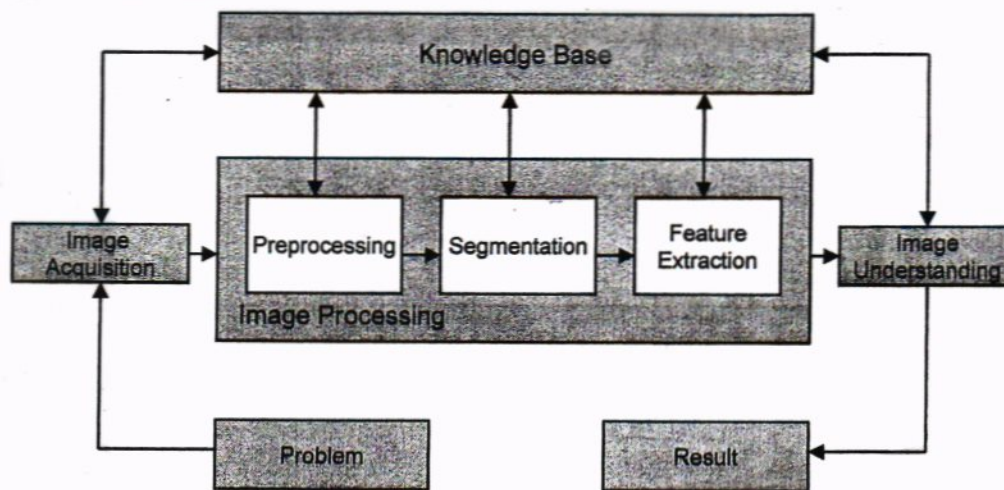 Knowledge Base
Image
Acquisition
Preprocessing
Segmentation
Feature
Extraction
Image
Understanding
Image Processing
Problem
Result